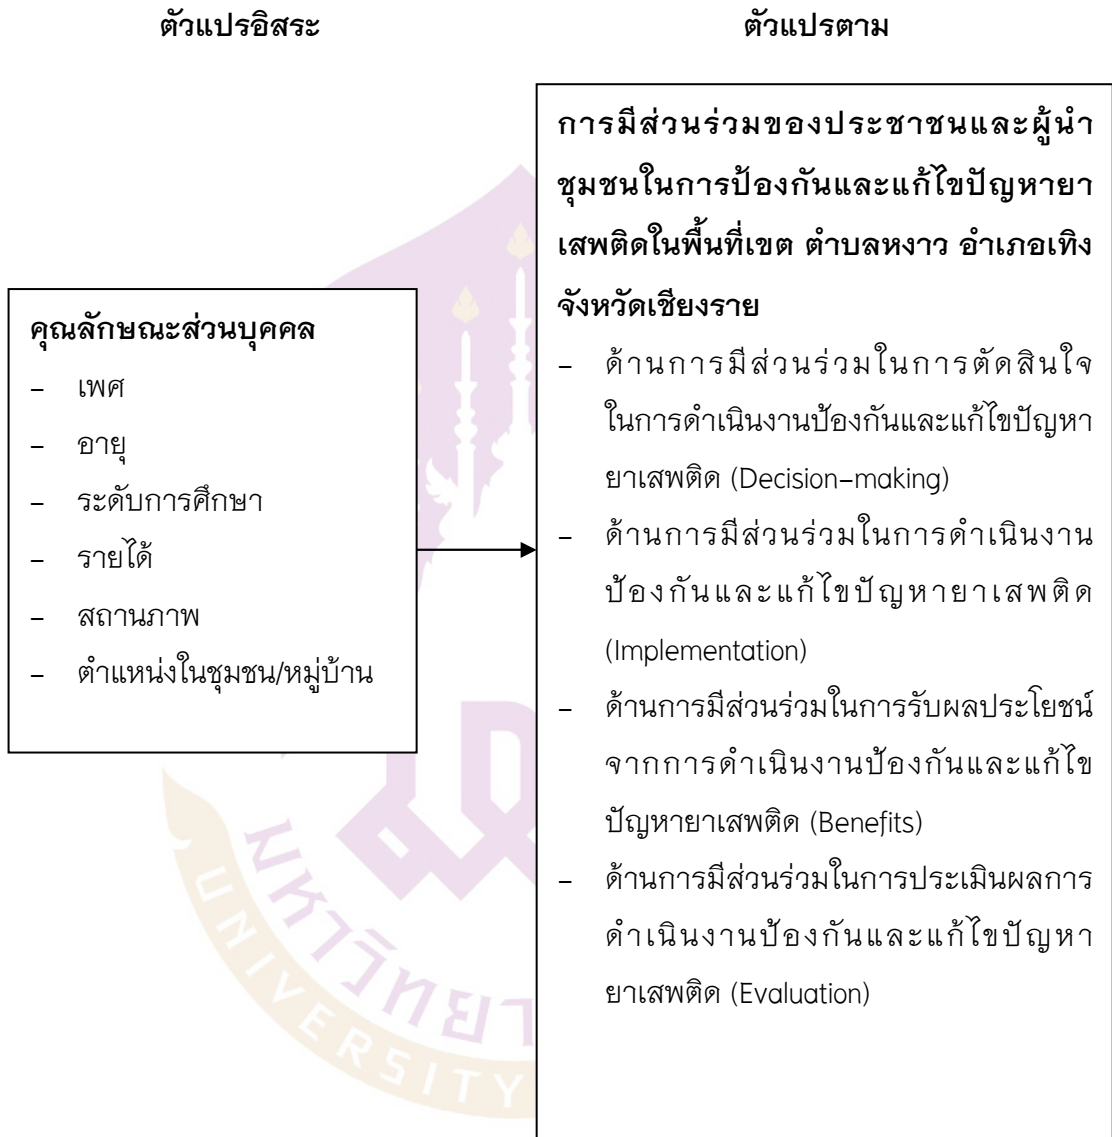 ตัวแปรอิสระ
ตัวแปรตาม
คุณลักษณะส่วนบุคคล
– เพศ
– อายุ
– ระดับการศึกษา
– รายได้
– สถานภาพ
– ตำแหน่งในชุมชน/หมู่บ้าน
การมีส่วนร่วมของประชาชนและผู้นำ
ชุมชนในการป้องกันและแก้ไขปัญหายา
เสพติดในพื้นที่เขต ตำบลหงาว อำเภอเทิง
จังหวัดเชียงราย
– ด้านการมีส่วนร่วมในการตัดสินใจ
ในการดำเนินงานป้องกันและแก้ไขปัญหา
ยาเสพติด (Decision–making)
– ด้านการมีส่วนร่วมในการดำเนินงาน
ป้องกันและแก้ไขปัญหายาเสพติด
(Implementation)
– ด้านการมีส่วนร่วมในการรับผลประโยชน์
จากการดำเนินงานป้องกันและแก้ไข
ปัญหายาเสพติด (Benefits)
– ด้านการมีส่วนร่วมในการประเมินผลการ
ดำเนินงานป้องกันและแก้ไขปัญหา
ยาเสพติด (Evaluation)
มหาวิทยา
UNIVERSITY